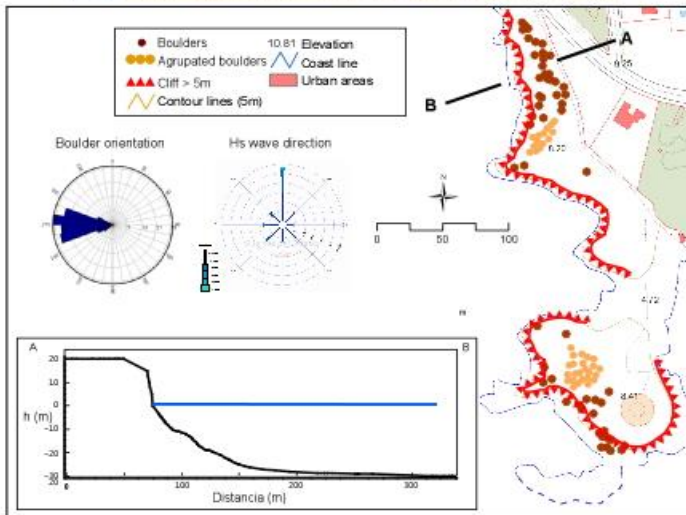 Boulders
Agrupated boulders
Cliff > 5m
Contour lines (5m)
10.81 Elevation
Coast line
Urban areas
A
9.25
B
Boulder orientation
Hs wave direction
8.20
N
0 50 100
m
4.72
8.41
A
B
20
10
0
-10
-20
-30
h (m)
0 100 200 300
Distancia (m)